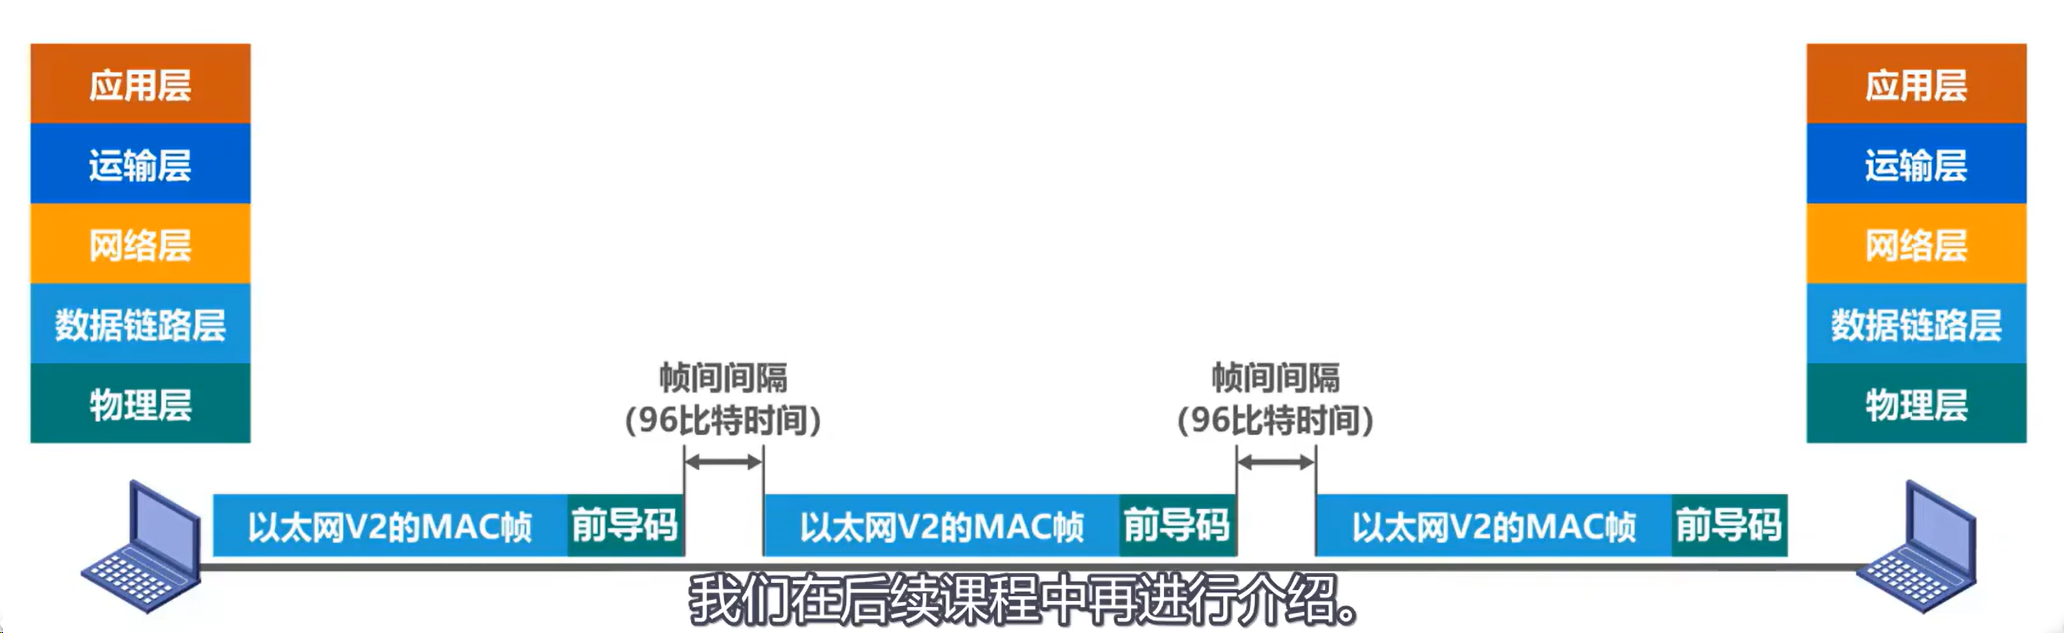 应用层
运输层
网络层
数据链路层
物理层
应用层
运输层
网络层
数据链路层
物理层
帧间间隔
(96比特时间)
帧间间隔
(96比特时间)
以太网V2的MAC帧 前导码 以太网V2的MAC帧 前导码 以太网V2的MAC帧 前导码
我们在后续课程中再进行介绍。